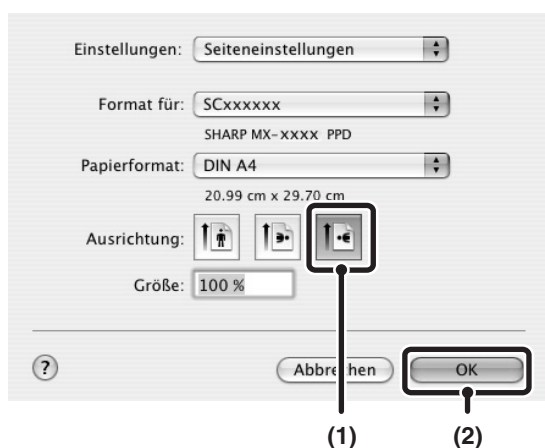 Einstellungen: Seiteneinstellungen
Format für: SCxxxxxx
SHARP MX-xxxx PPD
Papierformat: DIN A4
20.99 cm x 29.70 cm
Ausrichtung:
Größe: 100 %
? Abbrechen OK
(1) (2)